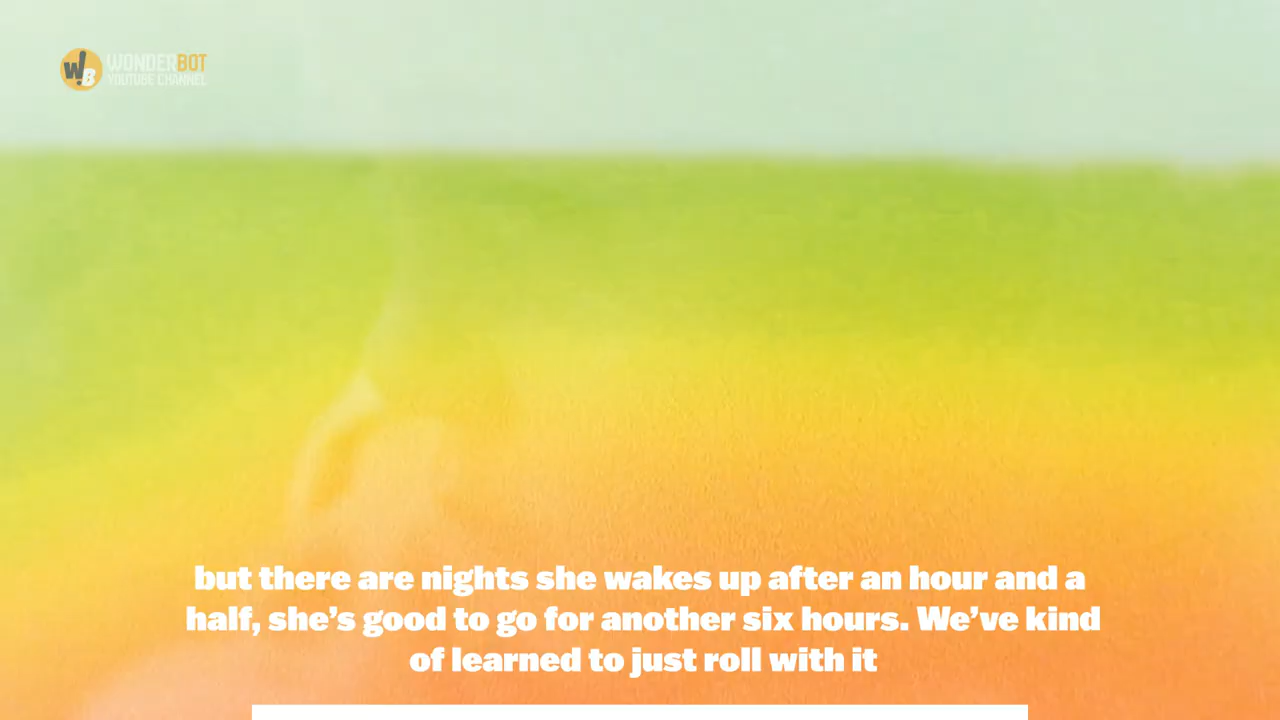 WB WONDERBOT
YOUTUBE CHANNEL
but there are nights she wakes up after an hour and a
half, she’s good to go for another six hours. We’ve kind
of learned to just roll with it